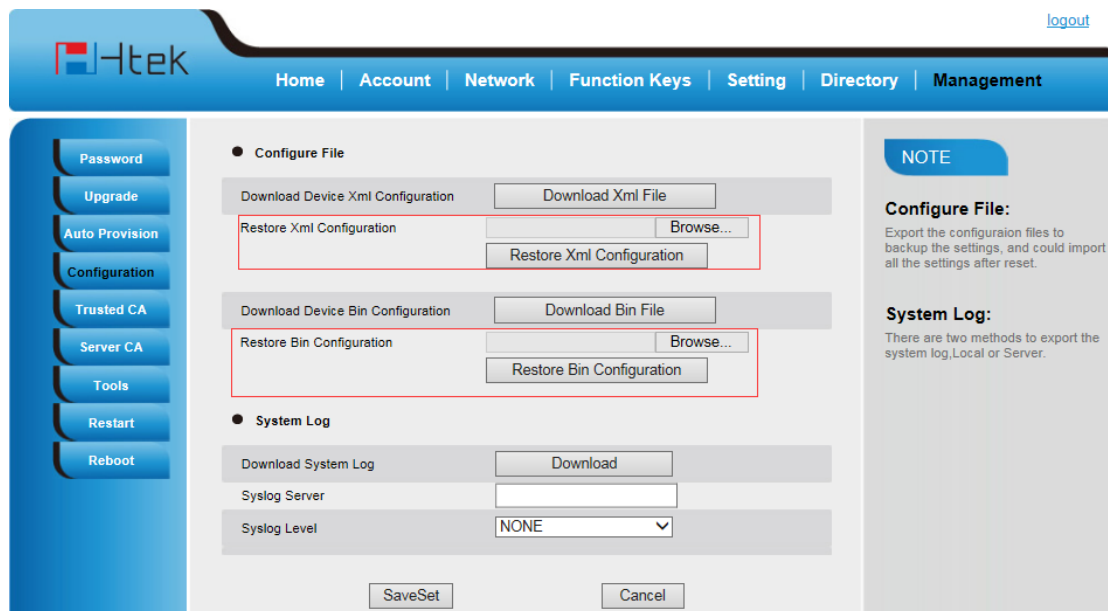 logout
Htek
Home | Account | Network | Function Keys | Setting | Directory | Management
Password
Upgrade
Auto Provision
Configuration
Trusted CA
Server CA
Tools
Restart
Reboot
Configure File
Download Device Xml Configuration Download Xml File
Restore Xml Configuration Browse...
Restore Xml Configuration
Download Device Bin Configuration Download Bin File
Restore Bin Configuration Browse...
Restore Bin Configuration
System Log
Download System Log Download
Syslog Server
Syslog Level NONE
SaveSet Cancel
NOTE
Configure File:
Export the configuraion files to
backup the settings, and could import
all the settings after reset.
System Log:
There are two methods to export the
system log,Local or Server.